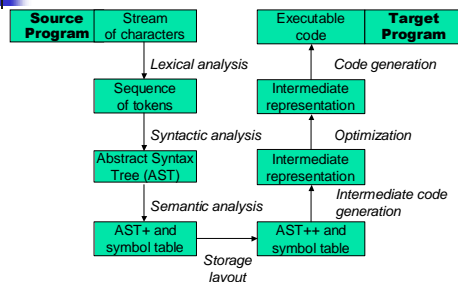 Source
Program
Stream
of characters
Lexical analysis
Sequence
of tokens
Syntactic analysis
Abstract Syntax
Tree (AST)
Semantic analysis
AST+ and
symbol table
Storage
layout
AST++ and
symbol table
Intermediate code
generation
Intermediate
representation
Optimization
Intermediate
representation
Code generation
Executable
code
Target
Program